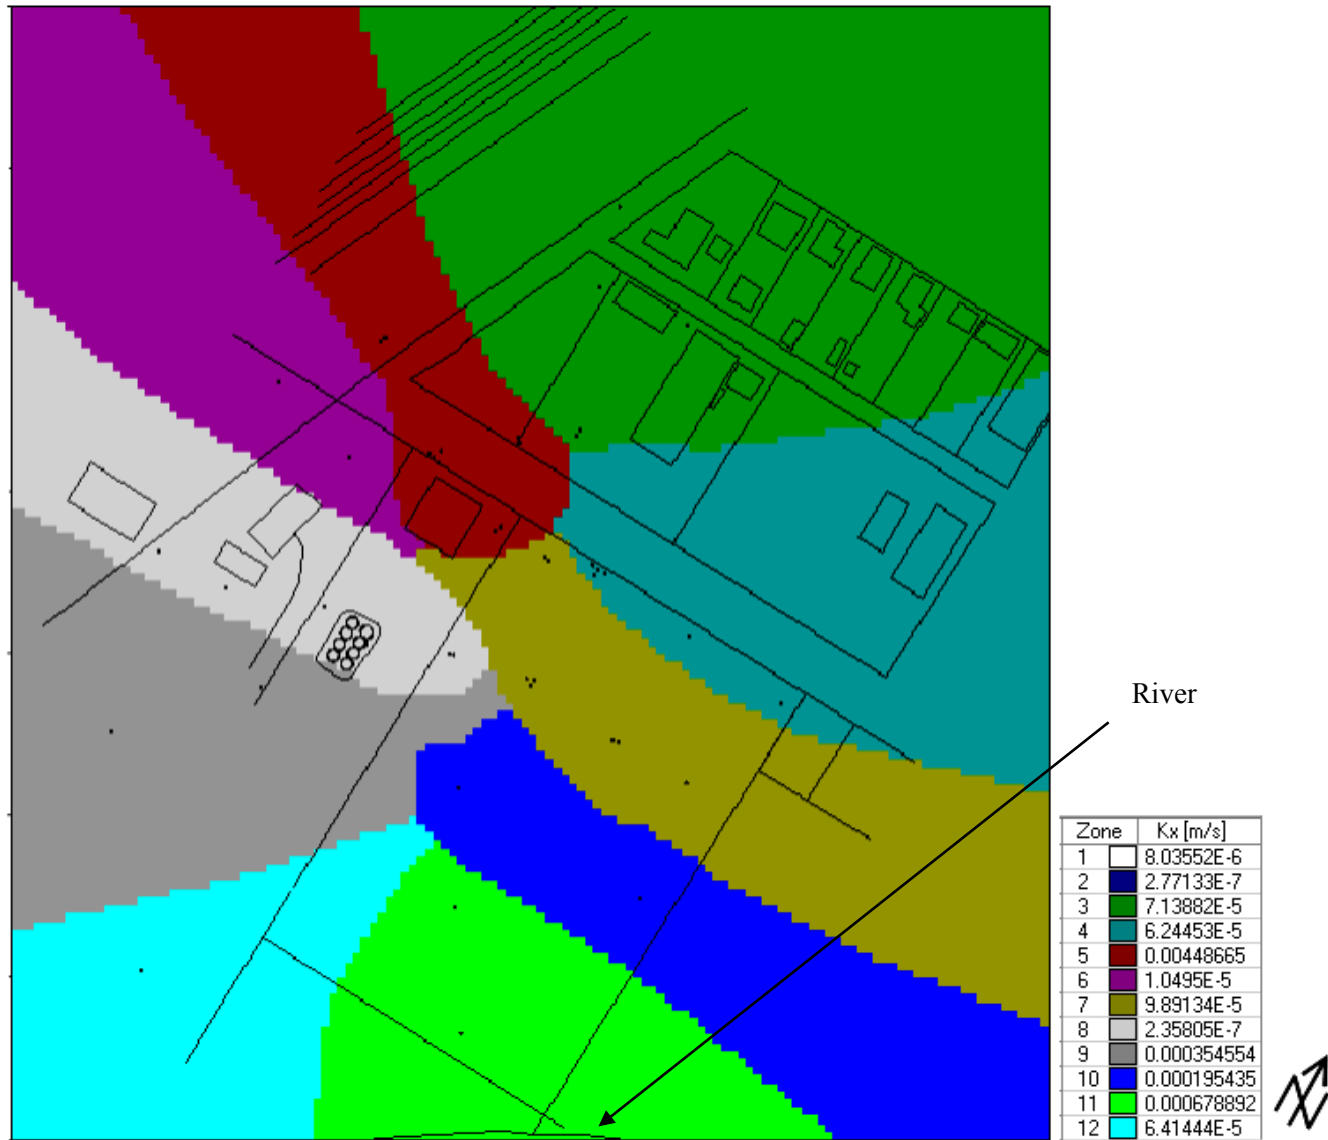 River
Zone Kx [m/s]
1 8.03552E-6
2 2.77133E-7
3 7.13882E-5
4 6.24453E-5
5 0.00448665
6 1.0495E-5
7 9.89134E-5
8 2.35805E-7
9 0.000354554
10 0.000195435
11 0.000678892
12 6.41444E-5
N